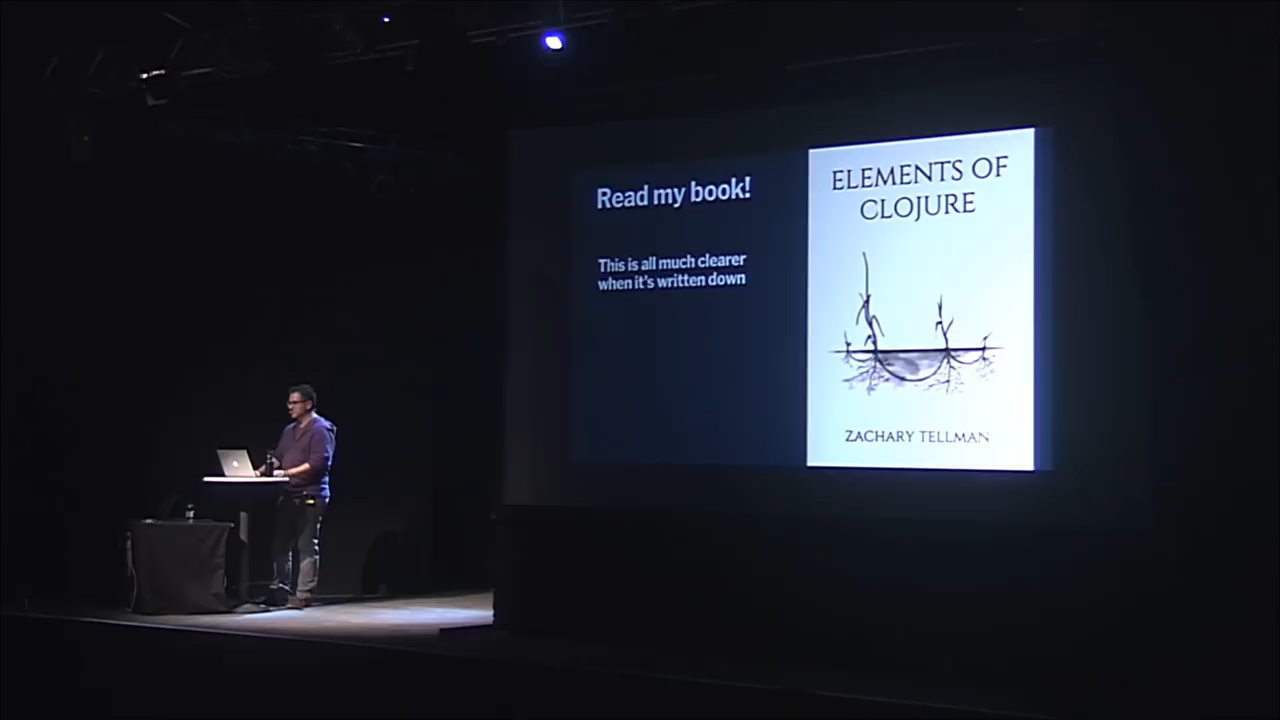 Read my book!
This is all much clearer
when it's written down
ELEMENTS OF
CLOJURE
ZACHARY TELLMAN